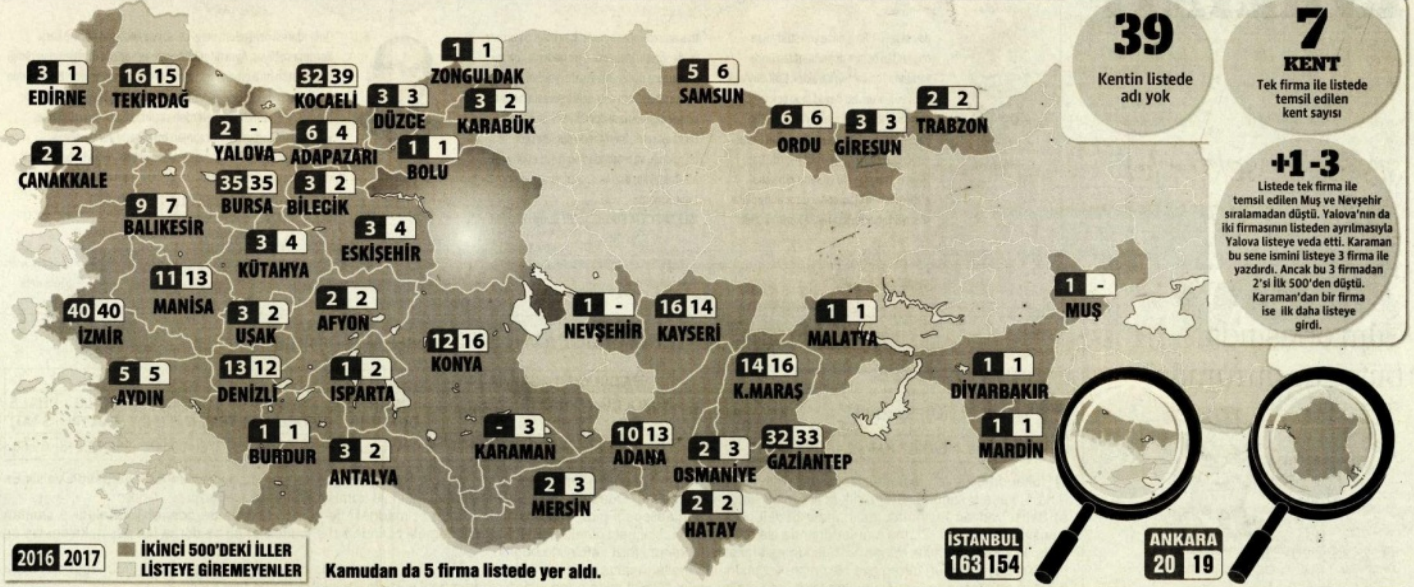 3 1
EDİRNE
16 15
TEKİRDAĞ
32 39
KOCAELİ
1 1
ZONGULDAK
3 3
DÜZCE
3 2
KARABÜK
2 -
YALOVA
6 4
ADAPAZARI
1 1
BOLU
5 6
SAMSUN
6 6
ORDU
3 3
GİRESUN
2 2
TRABZON
2 2
ÇANAKKALE
35 35
BURSA
3 2
BİLECİK
9 7
BALIKESİR
3 4
KÜTAHYA
3 4
ESKİŞEHİR
11 13
MANİSA
40 40
İZMİR
3 2
UŞAK
2 2
AFYON
12 16
KONYA
1 -
NEVŞEHİR
16 14
KAYSERİ
1 1
MALATYA
1 -
MUŞ
5 5
AYDIN
13 12
DENİZLİ
1 2
ISPARTA
14 16
K.MARAŞ
1 1
DİYARBAKIR
1 1
BURDUR
3 2
ANTALYA
- 3
KARAMAN
10 13
ADANA
2 3
OSMANİYE
32 33
GAZİANTEP
1 1
MARDİN
2 3
MERSİN
2 2
HATAY
39
Kentin listede
adı yok
7
KENT
Tek firma ile listede
temsil edilen
kent sayısı
+1 -3
Listede tek firma ile
temsil edilen Muş ve Nevşehir
sıralamadan düştü. Yalova'nın da
iki firmasının listeden ayrılmasıyla
Yalova listeye veda etti. Karaman
bu sene ismini listeye 3 firma ile
yazdırdı. Ancak bu 3 firmadan
2'si İlk 500'den düştü.
Karaman'dan bir firma
ise ilk daha listeye
girdi.
İSTANBUL
163 154
ANKARA
20 19
2016 2017
İKİNCİ 500'DEKİ İLLER
LİSTEYE GİREMEYENLER
Kamudan da 5 firma listede yer aldı.